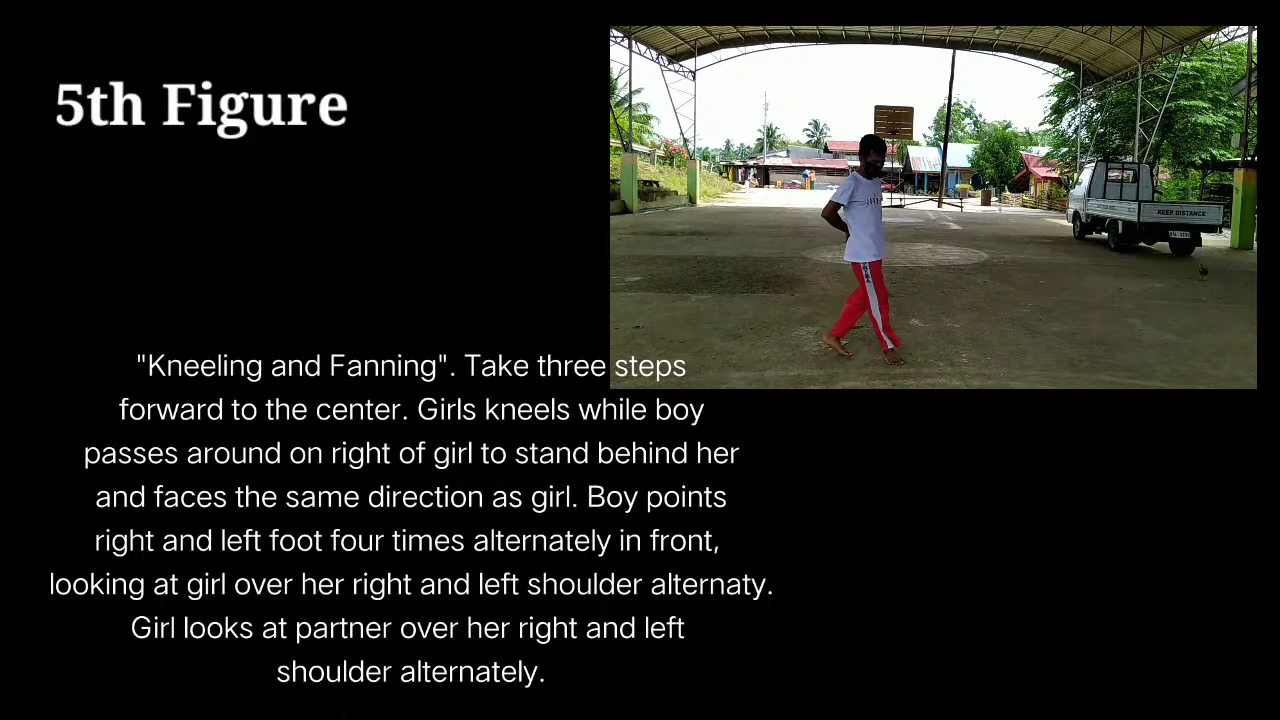 5th Figure
KEEP DISTANCE
"Kneeling and Fanning". Take three steps
forward to the center. Girls kneels while boy
passes around on right of girl to stand behind her
and faces the same direction as girl. Boy points
right and left foot four times alternately in front,
looking at girl over her right and left shoulder alternaty.
Girl looks at partner over her right and left
shoulder alternately.